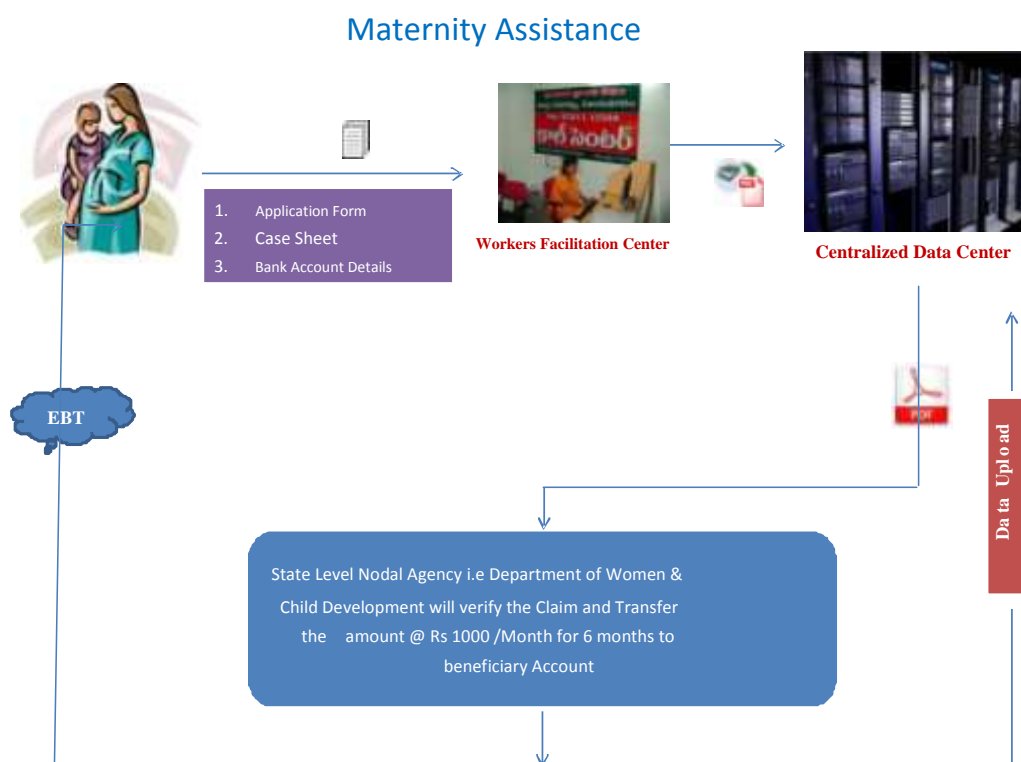 Maternity Assistance
కాల్ సెంటర్
1. Application Form
2. Case Sheet
3. Bank Account Details
Workers Facilitation Center
Centralized Data Center
EBT
PDF
Data Upload
State Level Nodal Agency i.e Department of Women &
Child Development will verify the Claim and Transfer
the amount @ Rs 1000 /Month for 6 months to
beneficiary Account